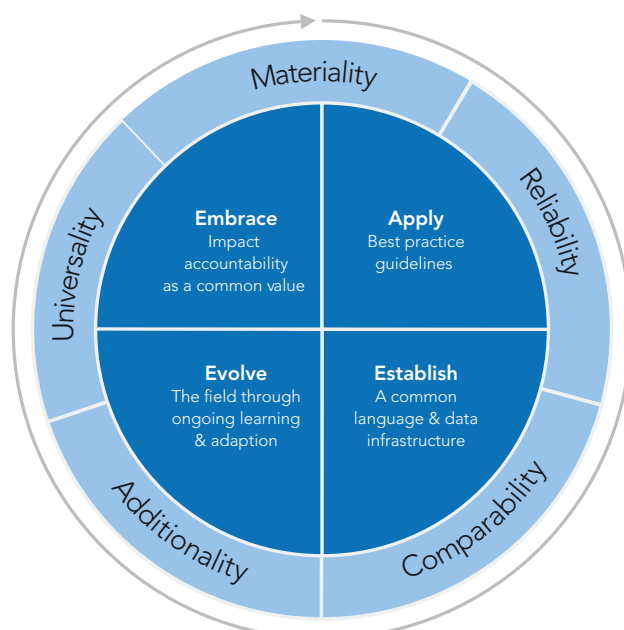 Materiality
Reliability
Comparability
Additionality
Universality
Embrace
Impact
accountability
as a common value
Apply
Best practice
guidelines
Evolve
The field through
ongoing learning
& adaption
Establish
A common
language & data
infrastructure